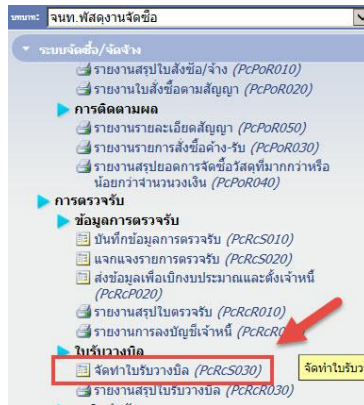 บทบาท: จนท.พัสดุงานจัดซื้อ
ระบบจัดซื้อ/จัดจ้าง
รายงานสรุปใบสั่งซื้อ/จ้าง (PcPoR010)
รายงานใบสั่งซื้อตามสัญญา (PcPoR020)
การติดตามผล
รายงานรายละเอียดสัญญา (PcPoR050)
รายงานรายการสั่งซื้อค้าง-รับ (PcPoR030)
รายงานสรุปยอดการจัดซื้อวัสดุที่มากกว่าหรือ
น้อยกว่าจำนวนวงเงิน (PcPoR040)
การตรวจรับ
ข้อมูลการตรวจรับ
บันทึกข้อมูลการตรวจรับ (PcRcS010)
แจกแจงรายการตรวจรับ (PcRcS020)
ส่งข้อมูลเพื่อเบิกงบประมาณและตั้งเจ้าหนี้
(PcRcP020)
รายงานสรุปใบตรวจรับ (PcRcR010)
รายงานการลงบัญชีเจ้าหนี้
ใบรับวางบิล
จัดทำใบรับวางบิล (PcRcS030)
จัดทำใบรับว
รายงานสรุปใบรับวางบิล (PcRcR030)